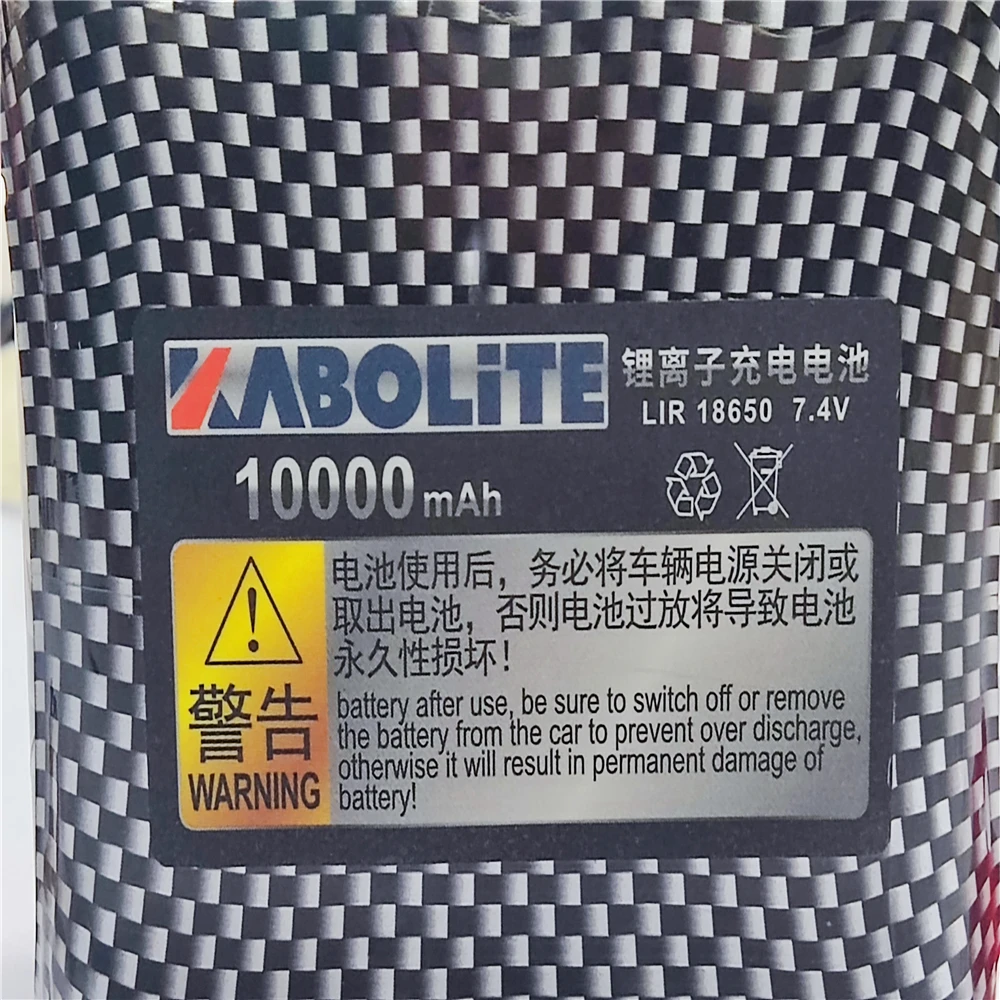 KABOLiTE
锂离子充电电池
LIR 18650 7.4V
10000 mAh
电池使用后，务必将车辆电源关闭或
取出电池，否则电池过放将导致电池
永久性损坏！
警告
WARNING
battery after use, be sure to switch off or remove
the battery from the car to prevent over discharge,
otherwise it will result in permanent damage of
battery!